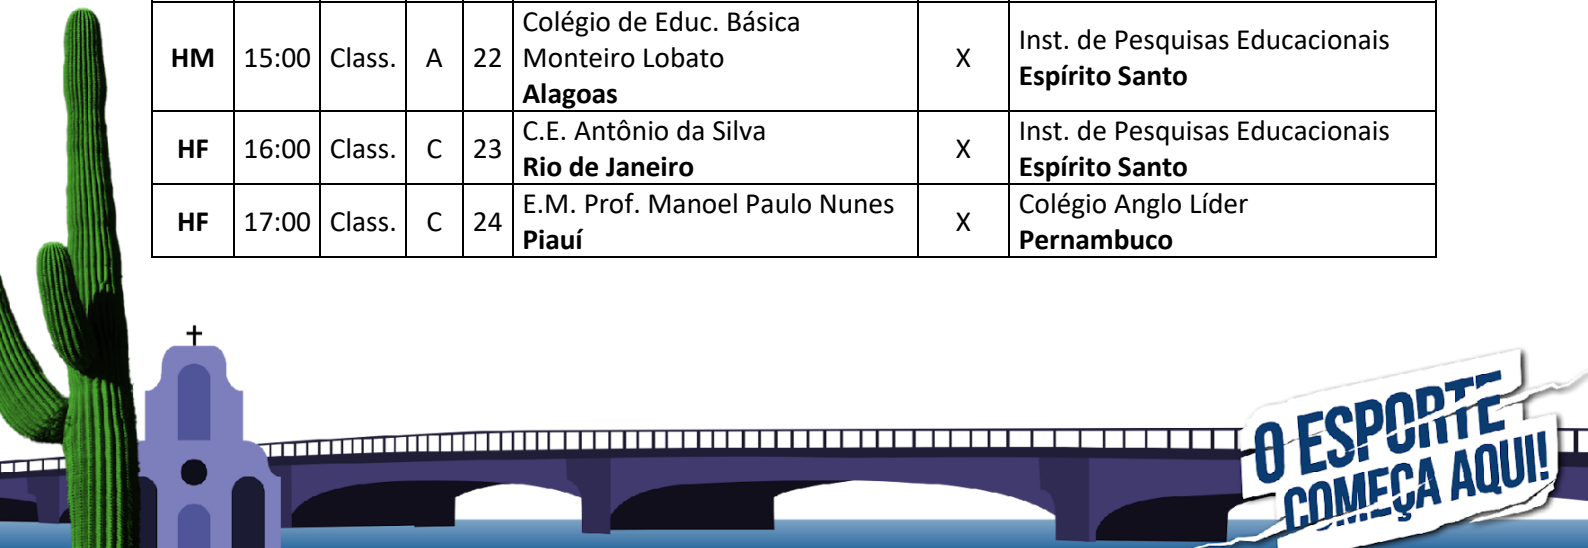 HM 15:00 Class. A 22 Colégio de Educ. Básica
Monteiro Lobato
Alagoas
X
Inst. de Pesquisas Educacionais
Espírito Santo
HF 16:00 Class. C 23 C.E. Antônio da Silva
Rio de Janeiro
X
Inst. de Pesquisas Educacionais
Espírito Santo
HF 17:00 Class. C 24 E.M. Prof. Manoel Paulo Nunes
Piauí
X
Colégio Anglo Líder
Pernambuco
O ESPORTE
COMEÇA AQUI!